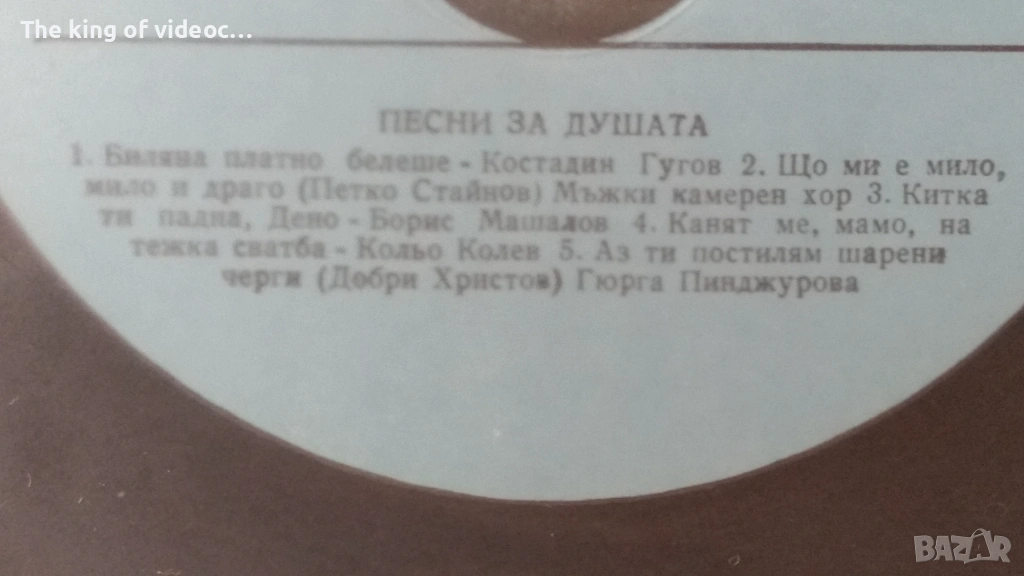 The king of videoc...
ПЕСНИ ЗА ДУШАТА
1. Биляна платно белеше - Костадин Гугов 2. Що ми е мило,
мило и драго (Петко Стайнов) Мъжки камерен хор 3. Китка
ти падна, Дено - Борис Машалов 4. Канят ме, мамо, на
тежка сватба - Кольо Колев 5. Аз ти постилям шарени
черги (Добри Христов) Гюрга Пинджурова
BAZAR